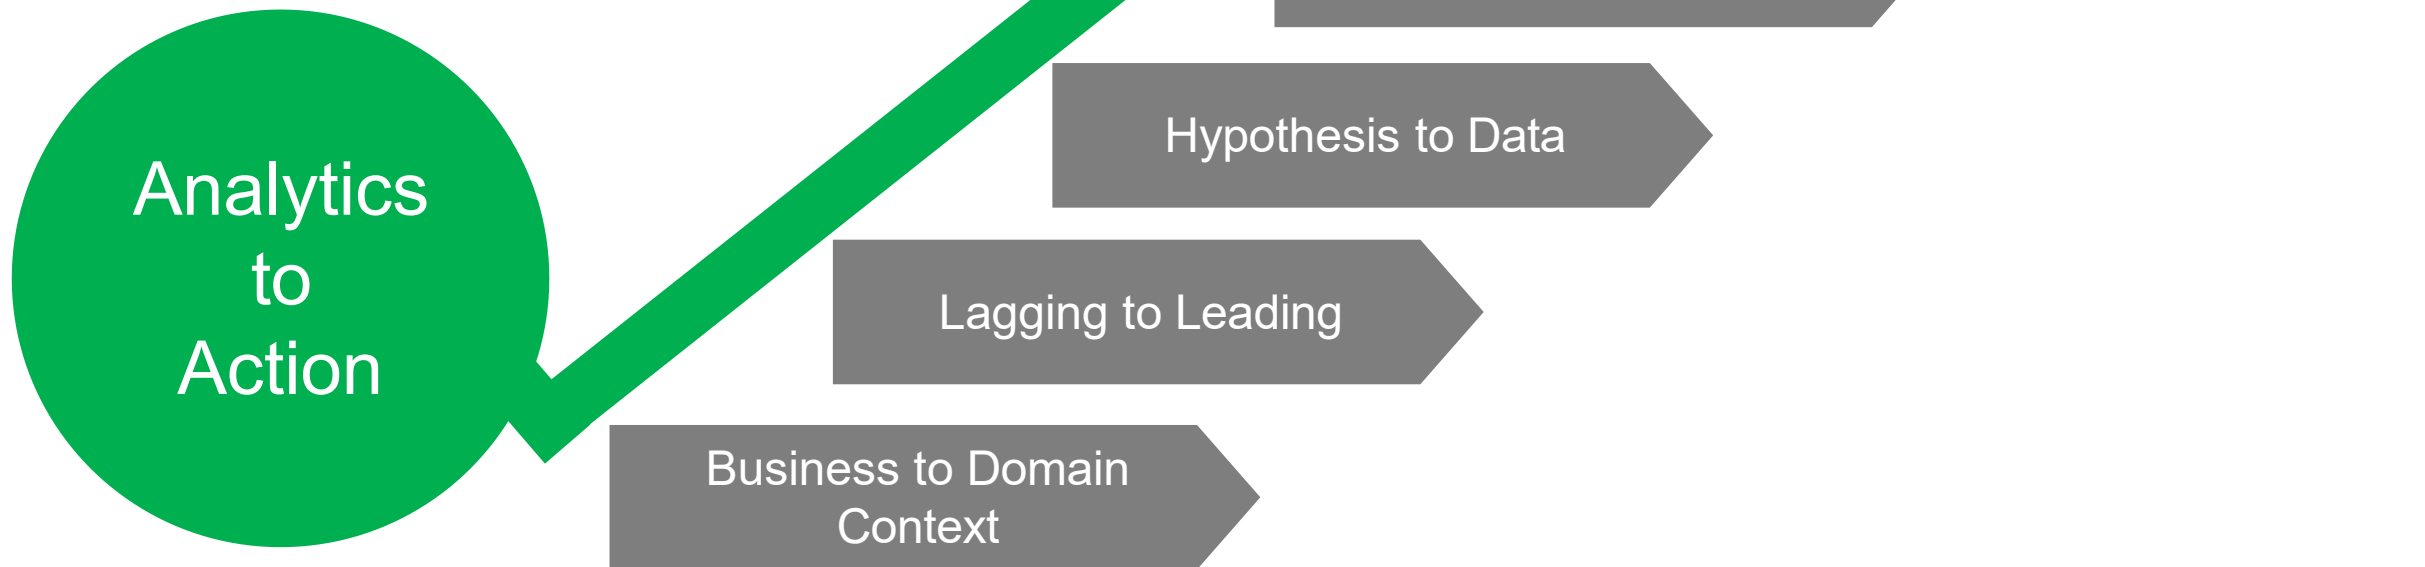 Analytics
to
Action
Hypothesis to Data
Lagging to Leading
Business to Domain
Context